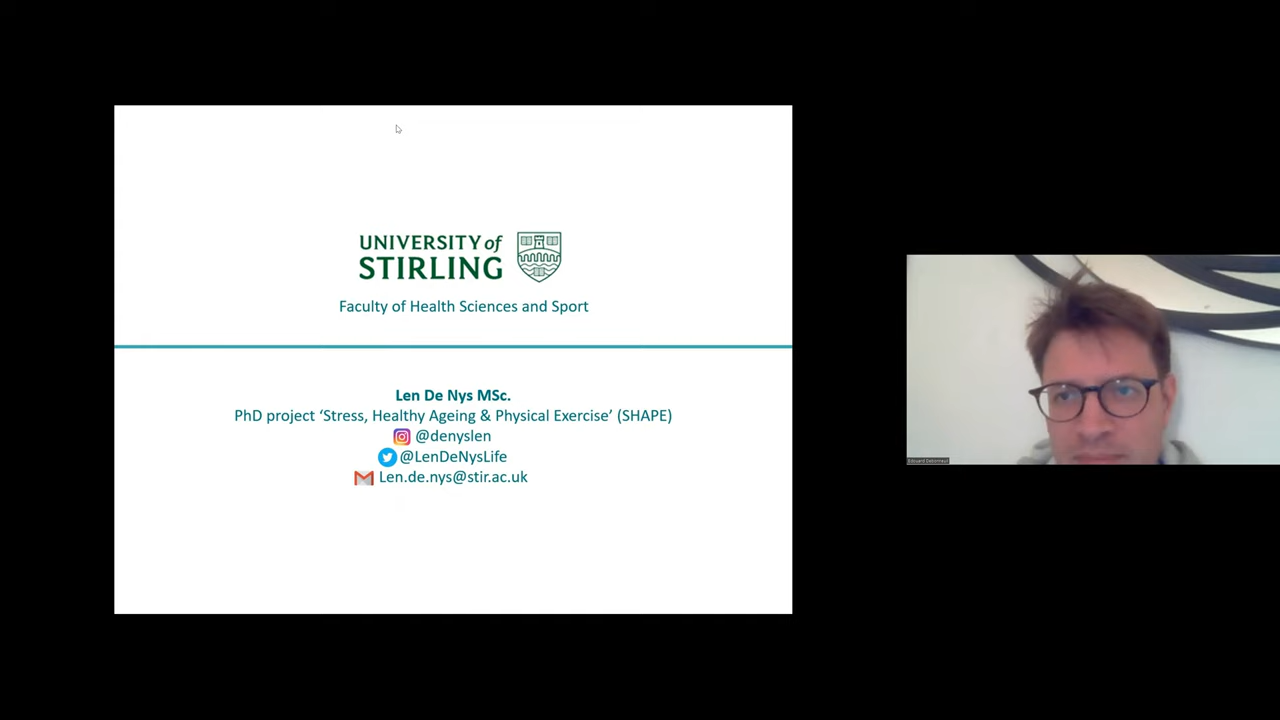 UNIVERSITY of
STIRLING
Faculty of Health Sciences and Sport
Len De Nys MSc.
PhD project ‘Stress, Healthy Ageing & Physical Exercise’ (SHAPE)
@denyslen
@LenDeNysLife
Len.de.nys@stir.ac.uk